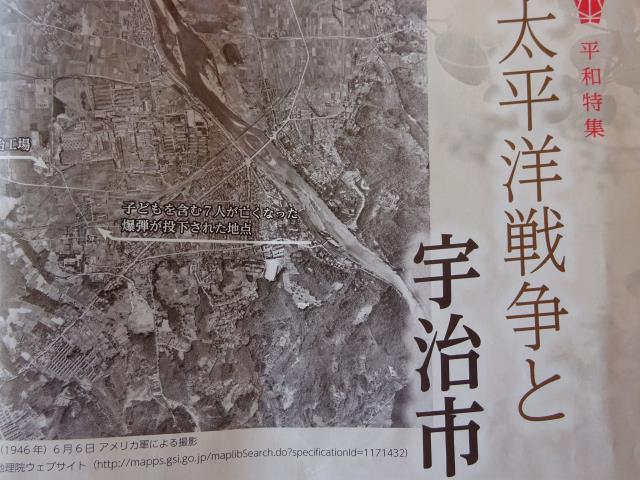 平和特集
太平洋戦争と
宇治市
治工場
子どもを含む7人が亡くなった
爆弾が投下された地点
(1946年) 6月6日 アメリカ軍による撮影
地理院ウェブサイト (http://mapps.gsi.go.jp/maplibSearch.do?specificationId=1171432)